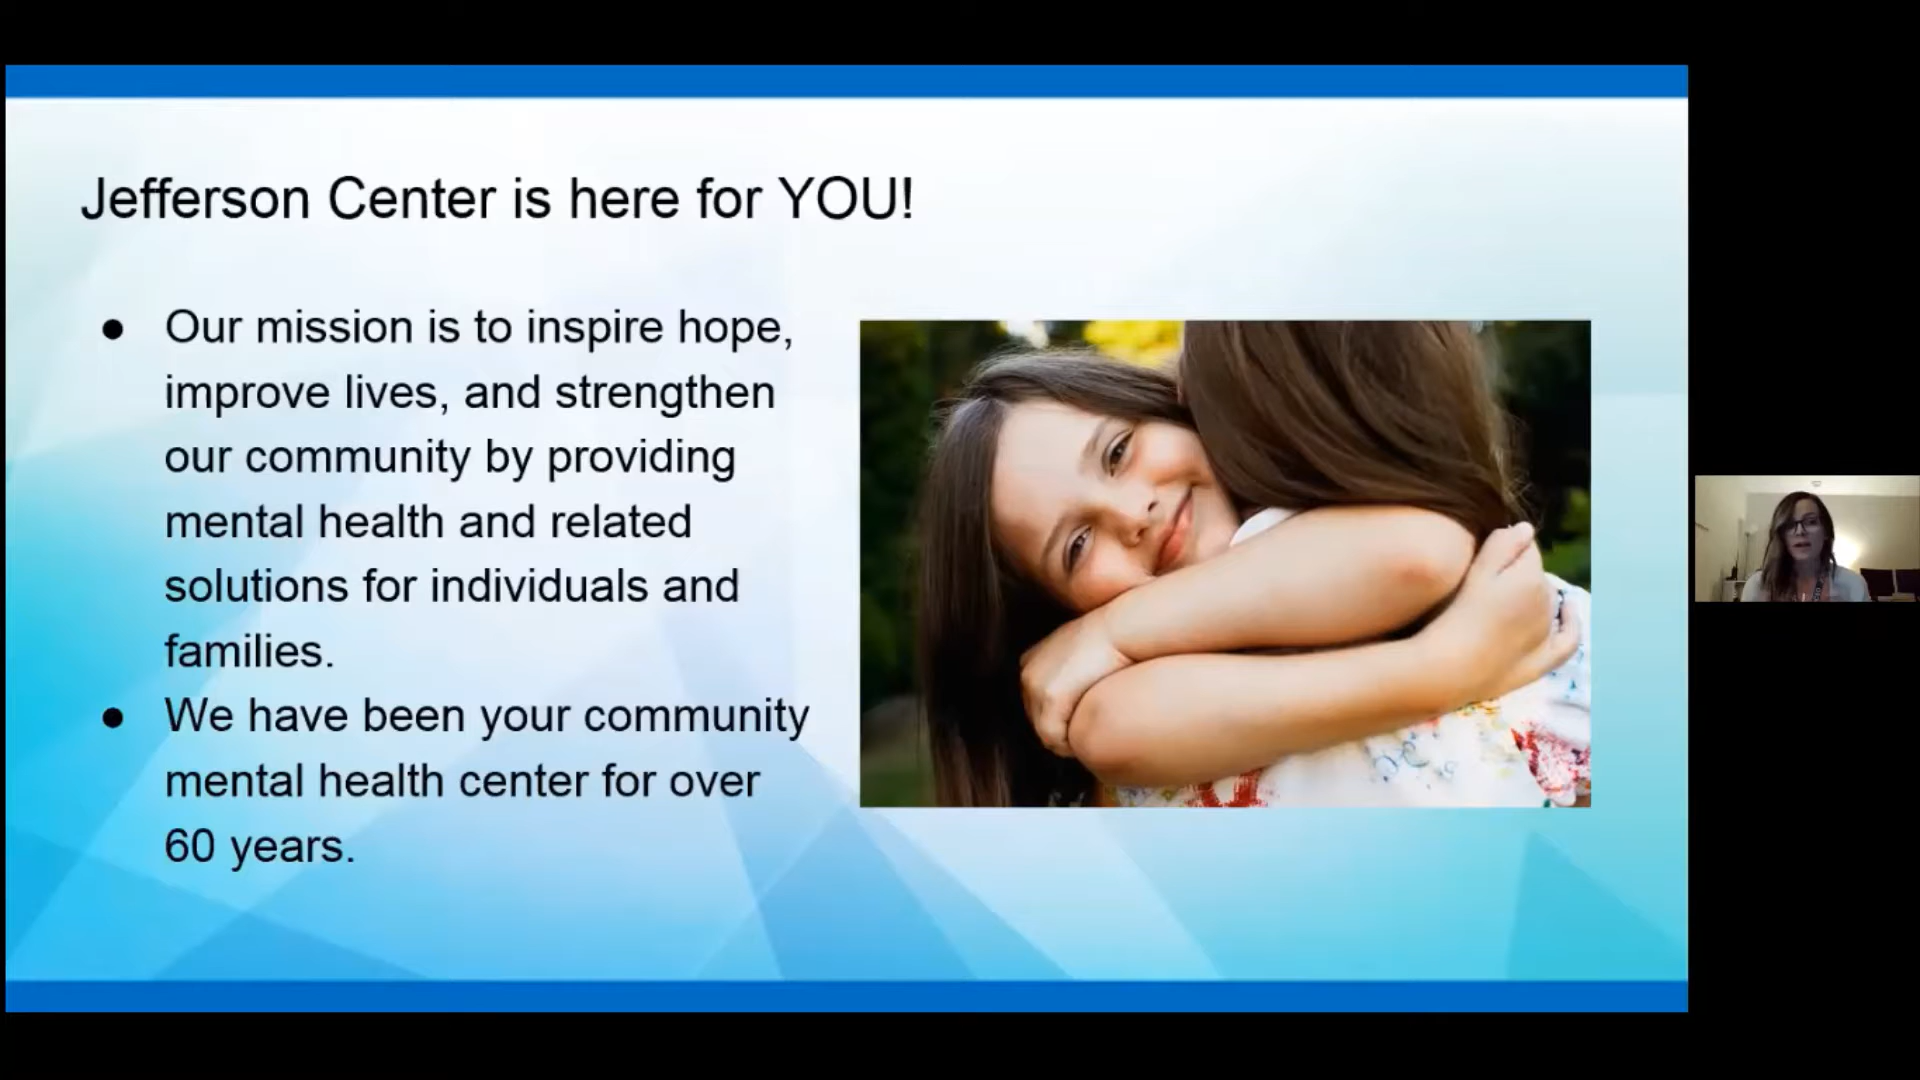 Jefferson Center is here for YOU!
● Our mission is to inspire hope,
improve lives, and strengthen
our community by providing
mental health and related
solutions for individuals and
families.
● We have been your community
mental health center for over
60 years.